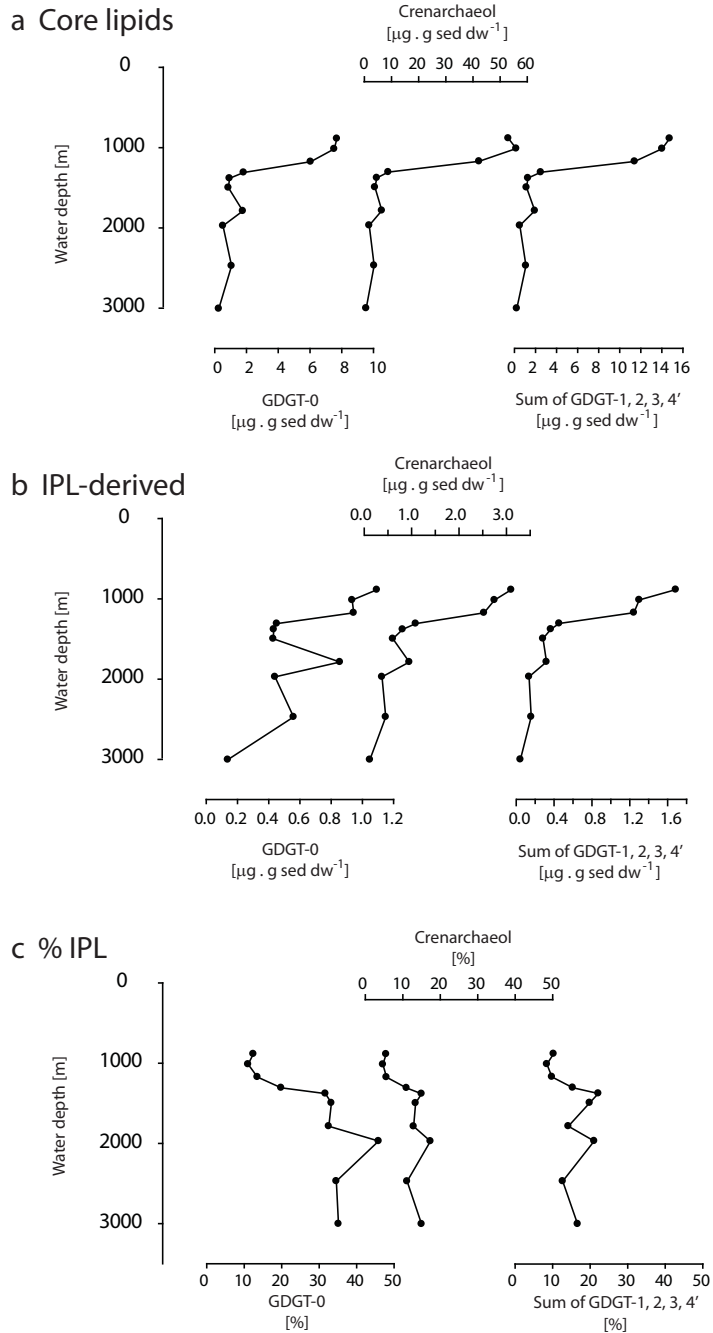 a Core lipids
Crenarchaeol
[µg . g sed dw⁻¹]
0 10 20 30 40 50 60
0
1000
2000
3000
Water depth [m]
0 2 4 6 8 10
GDGT-0
[µg . g sed dw⁻¹]
0 2 4 6 8 10 12 14 16
Sum of GDGT-1, 2, 3, 4′
[µg . g sed dw⁻¹]
b IPL-derived
Crenarchaeol
[µg . g sed dw⁻¹]
0.0 1.0 2.0 3.0
0
1000
2000
3000
Water depth [m]
0.0 0.2 0.4 0.6 0.8 1.0 1.2
GDGT-0
[µg . g sed dw⁻¹]
0.0 0.4 0.8 1.2 1.6
Sum of GDGT-1, 2, 3, 4′
[µg . g sed dw⁻¹]
c % IPL
Crenarchaeol
[%]
0 10 20 30 40 50
0
1000
2000
3000
Water depth [m]
0 10 20 30 40 50
GDGT-0
[%]
0 10 20 30 40 50
Sum of GDGT-1, 2, 3, 4′
[%]